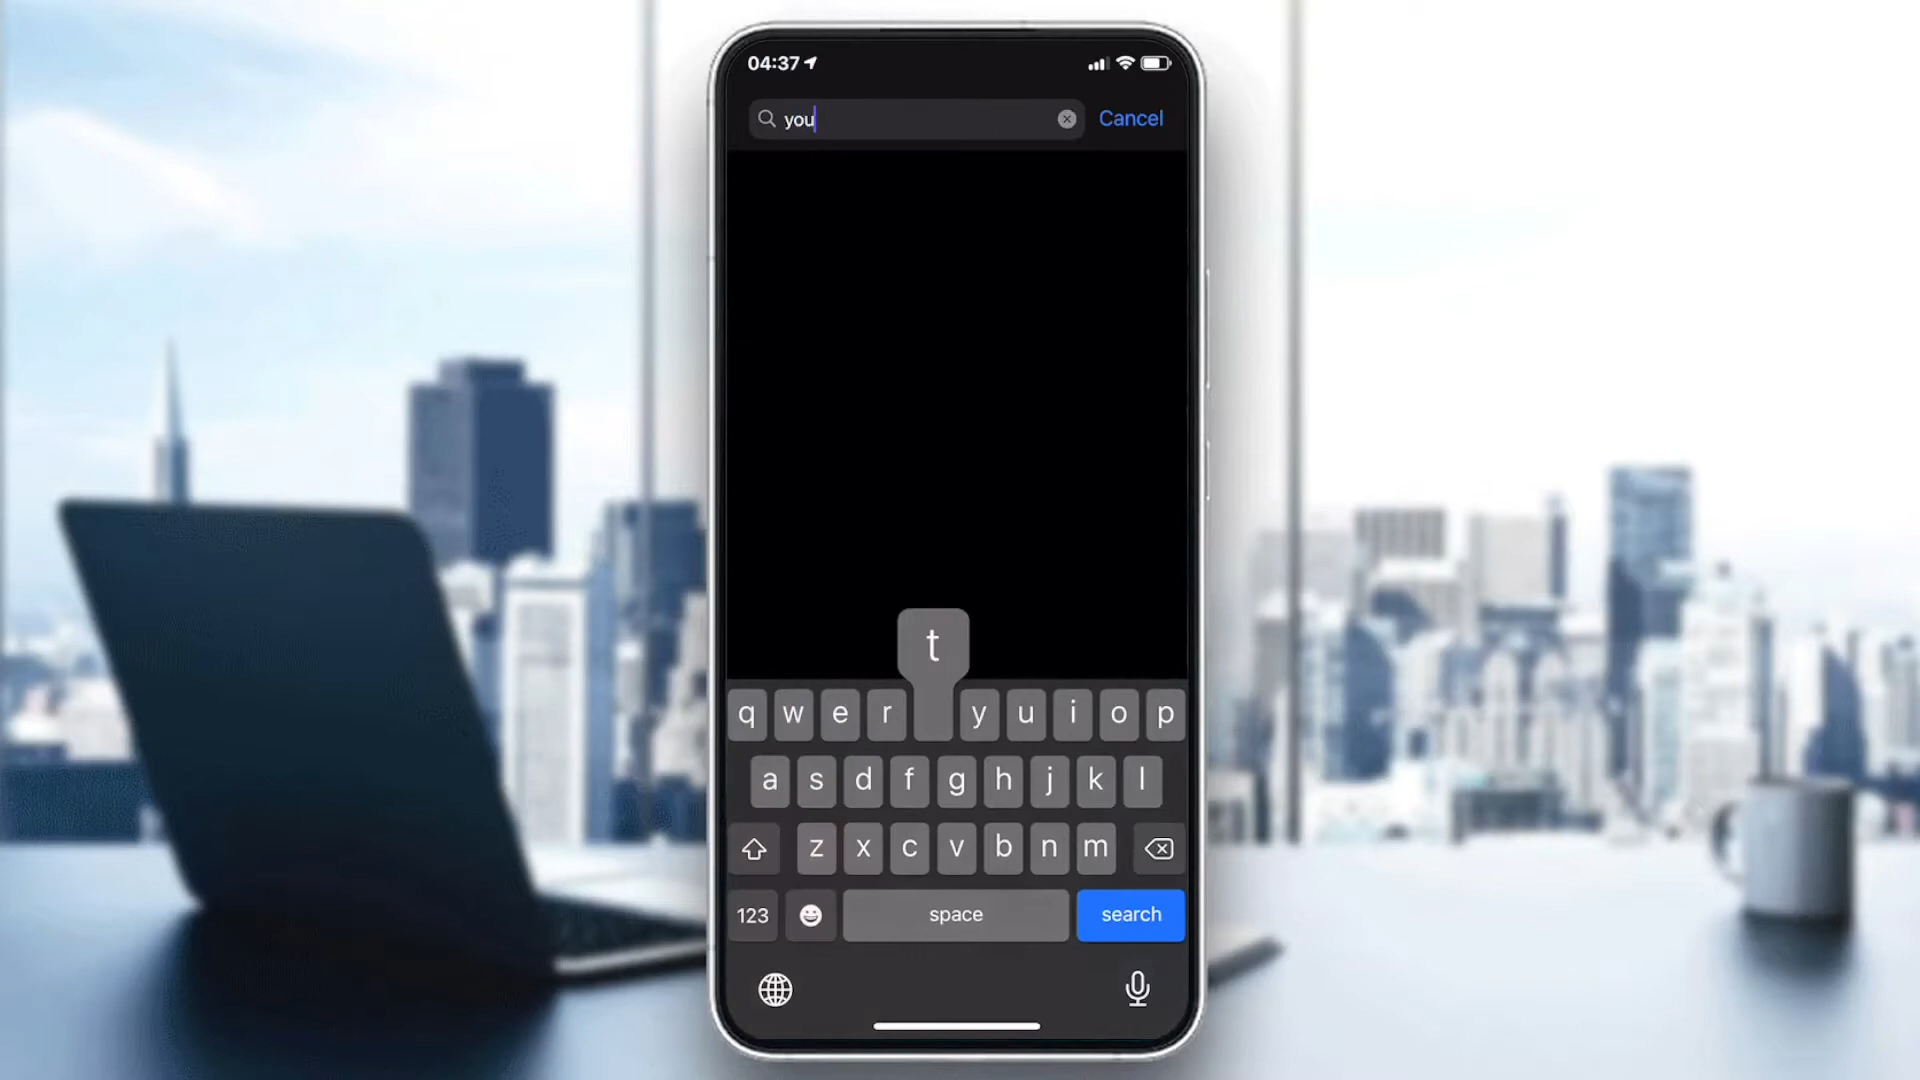 04:37
you
Cancel
t
q w e r y u i o p
a s d f g h j k l
z x c v b n m
123 space search